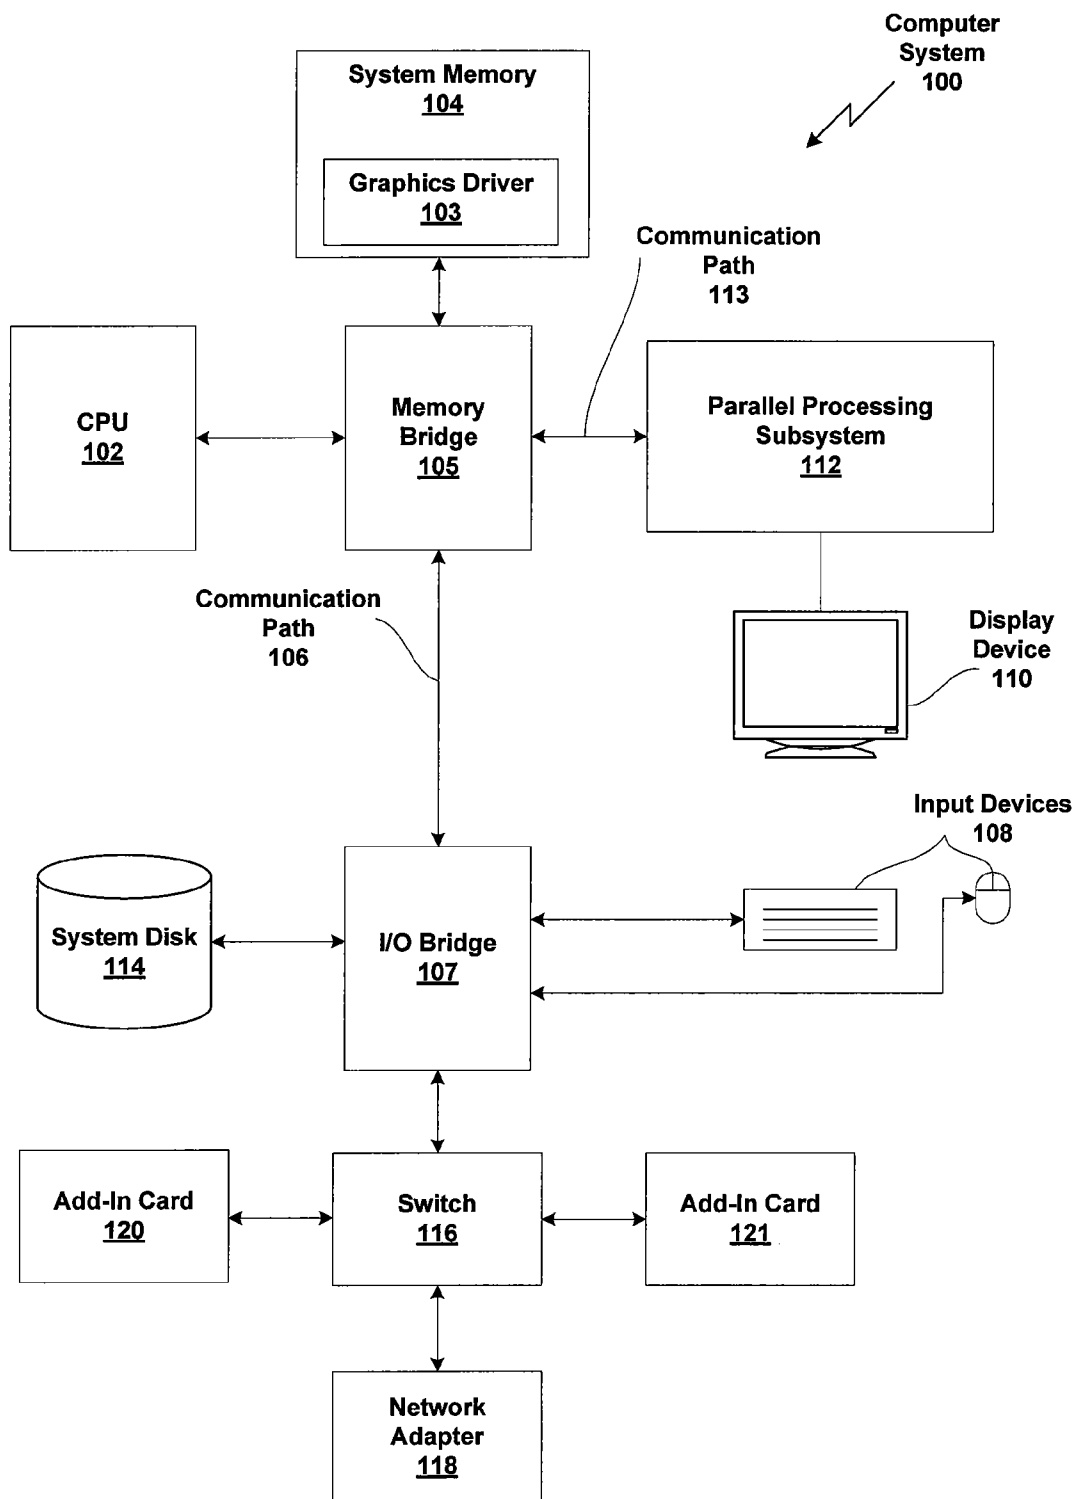 Computer
System
100
System Memory
104
Graphics Driver
103
Communication
Path
113
CPU
102
Memory
Bridge
105
Parallel Processing
Subsystem
112
Communication
Path
106
Display
Device
110
Input Devices
108
System Disk
114
I/O Bridge
107
Add-In Card
120
Switch
116
Add-In Card
121
Network
Adapter
118